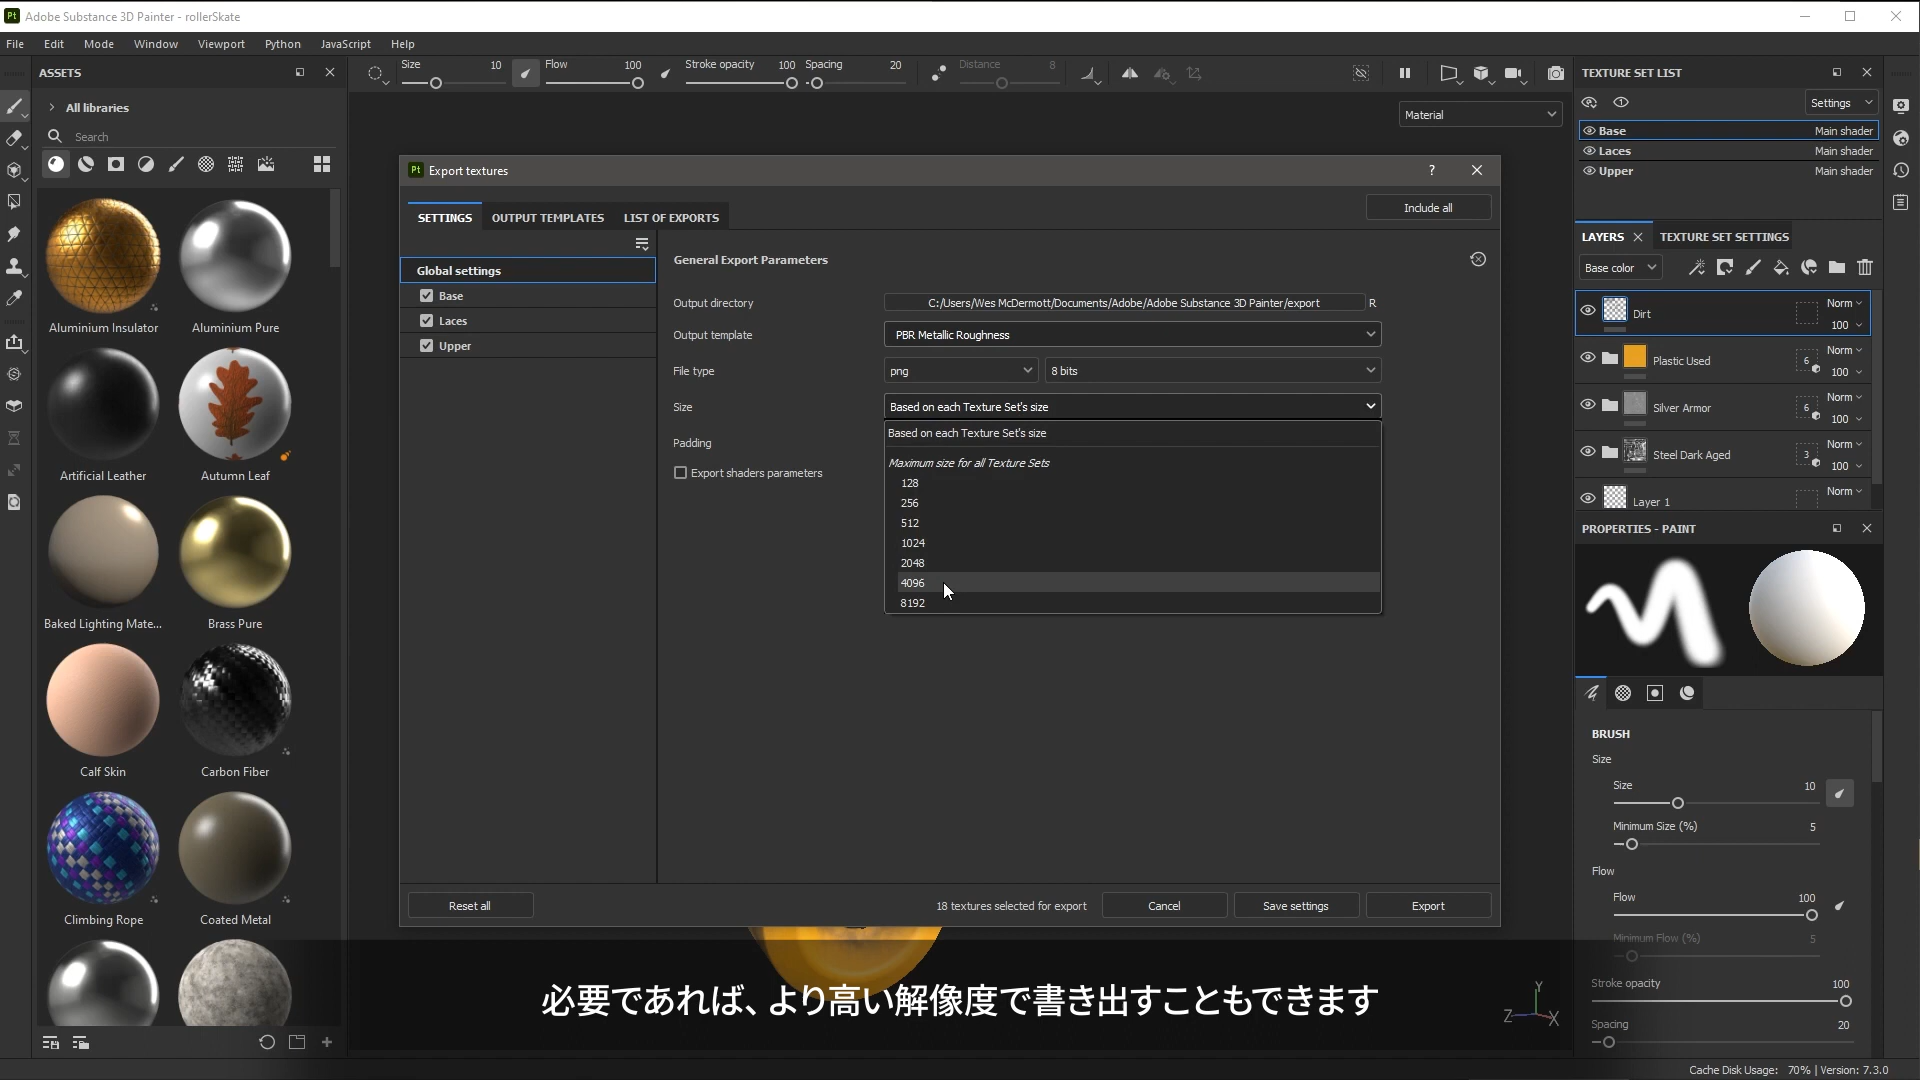 Pt Adobe Substance 3D Painter - rollerSkate
File Edit Mode Window Viewport Python JavaScript Help
ASSETS
All libraries
Search
Aluminium Insulator
Aluminium Pure
Artificial Leather
Autumn Leaf
Baked Lighting Mate...
Brass Pure
Calf Skin
Carbon Fiber
Climbing Rope
Coated Metal
Size 10
Flow 100
Stroke opacity 100
Spacing 20
Distance 8
Material
Pt Export textures ?
SETTINGS OUTPUT TEMPLATES LIST OF EXPORTS
Include all
Global settings
Base
Laces
Upper
General Export Parameters
Output directory C:/Users/Wes McDermott/Documents/Adobe/Adobe Substance 3D Painter/export R
Output template PBR Metallic Roughness
File type png 8 bits
Size Based on each Texture Set's size
Based on each Texture Set's size
Padding
Maximum size for all Texture Sets
Export shaders parameters
128
256
512
1024
2048
4096
8192
Reset all
18 textures selected for export
Cancel
Save settings
Export
必要であれば、より高い解像度で書き出すこともできます
Y
Z X
TEXTURE SET LIST
Settings
Base Main shader
Laces Main shader
Upper Main shader
LAYERS TEXTURE SET SETTINGS
Base color
Dirt Norm 100
Plastic Used 6 Norm 100
Silver Armor 6 Norm 100
Steel Dark Aged 3 Norm 100
Layer 1 Norm
PROPERTIES - PAINT
BRUSH
Size
Size 10
Minimum Size (%) 5
Flow
Flow 100
Minimum Flow (%) 5
Stroke opacity 100
Spacing 20
Cache Disk Usage: 70% | Version: 7.3.0